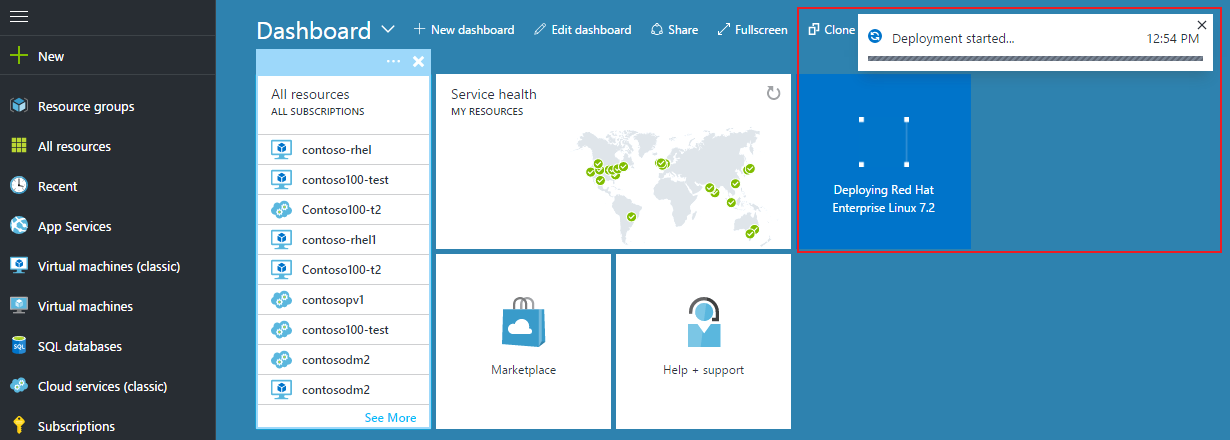 New
Resource groups
All resources
Recent
App Services
Virtual machines (classic)
Virtual machines
SQL databases
Cloud services (classic)
Subscriptions
Dashboard
New dashboard
Edit dashboard
Share
Fullscreen
Clone
Deployment started... 12:54 PM
All resources
ALL SUBSCRIPTIONS
contoso-rhel
contoso100-test
Contoso100-t2
contoso-rhel1
Contoso100-t2
contosopv1
contoso100-test
contosodm2
contosodm2
See More
Service health
MY RESOURCES
Marketplace
Help + support
Deploying Red Hat
Enterprise Linux 7.2
SQL